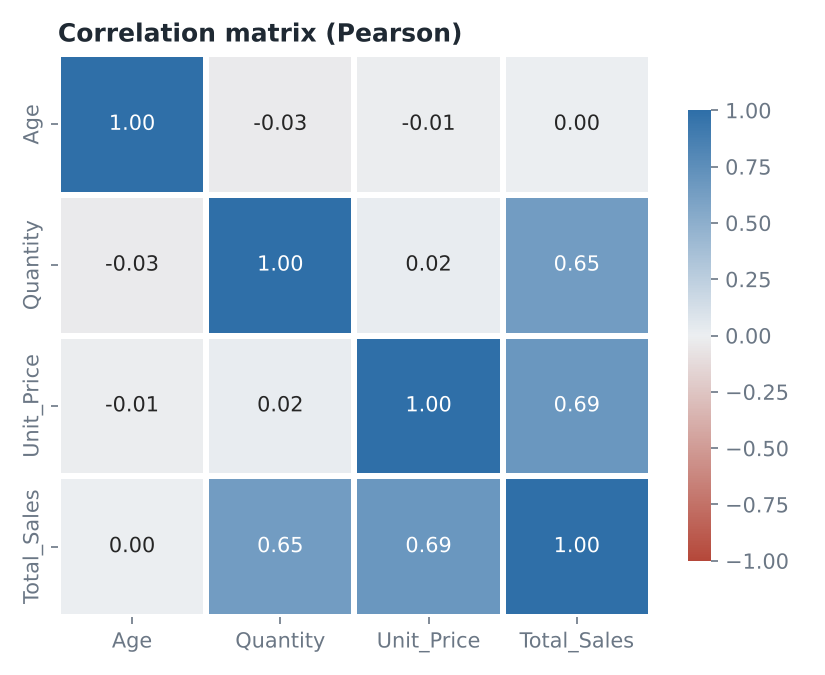 Correlation matrix (Pearson)
Age
1.00
-0.03
-0.01
0.00
Quantity
-0.03
1.00
0.02
0.65
Unit_Price
-0.01
0.02
1.00
0.69
Total_Sales
0.00
0.65
0.69
1.00
Age
Quantity
Unit_Price
Total_Sales
1.00
0.75
0.50
0.25
0.00
−0.25
−0.50
−0.75
−1.00